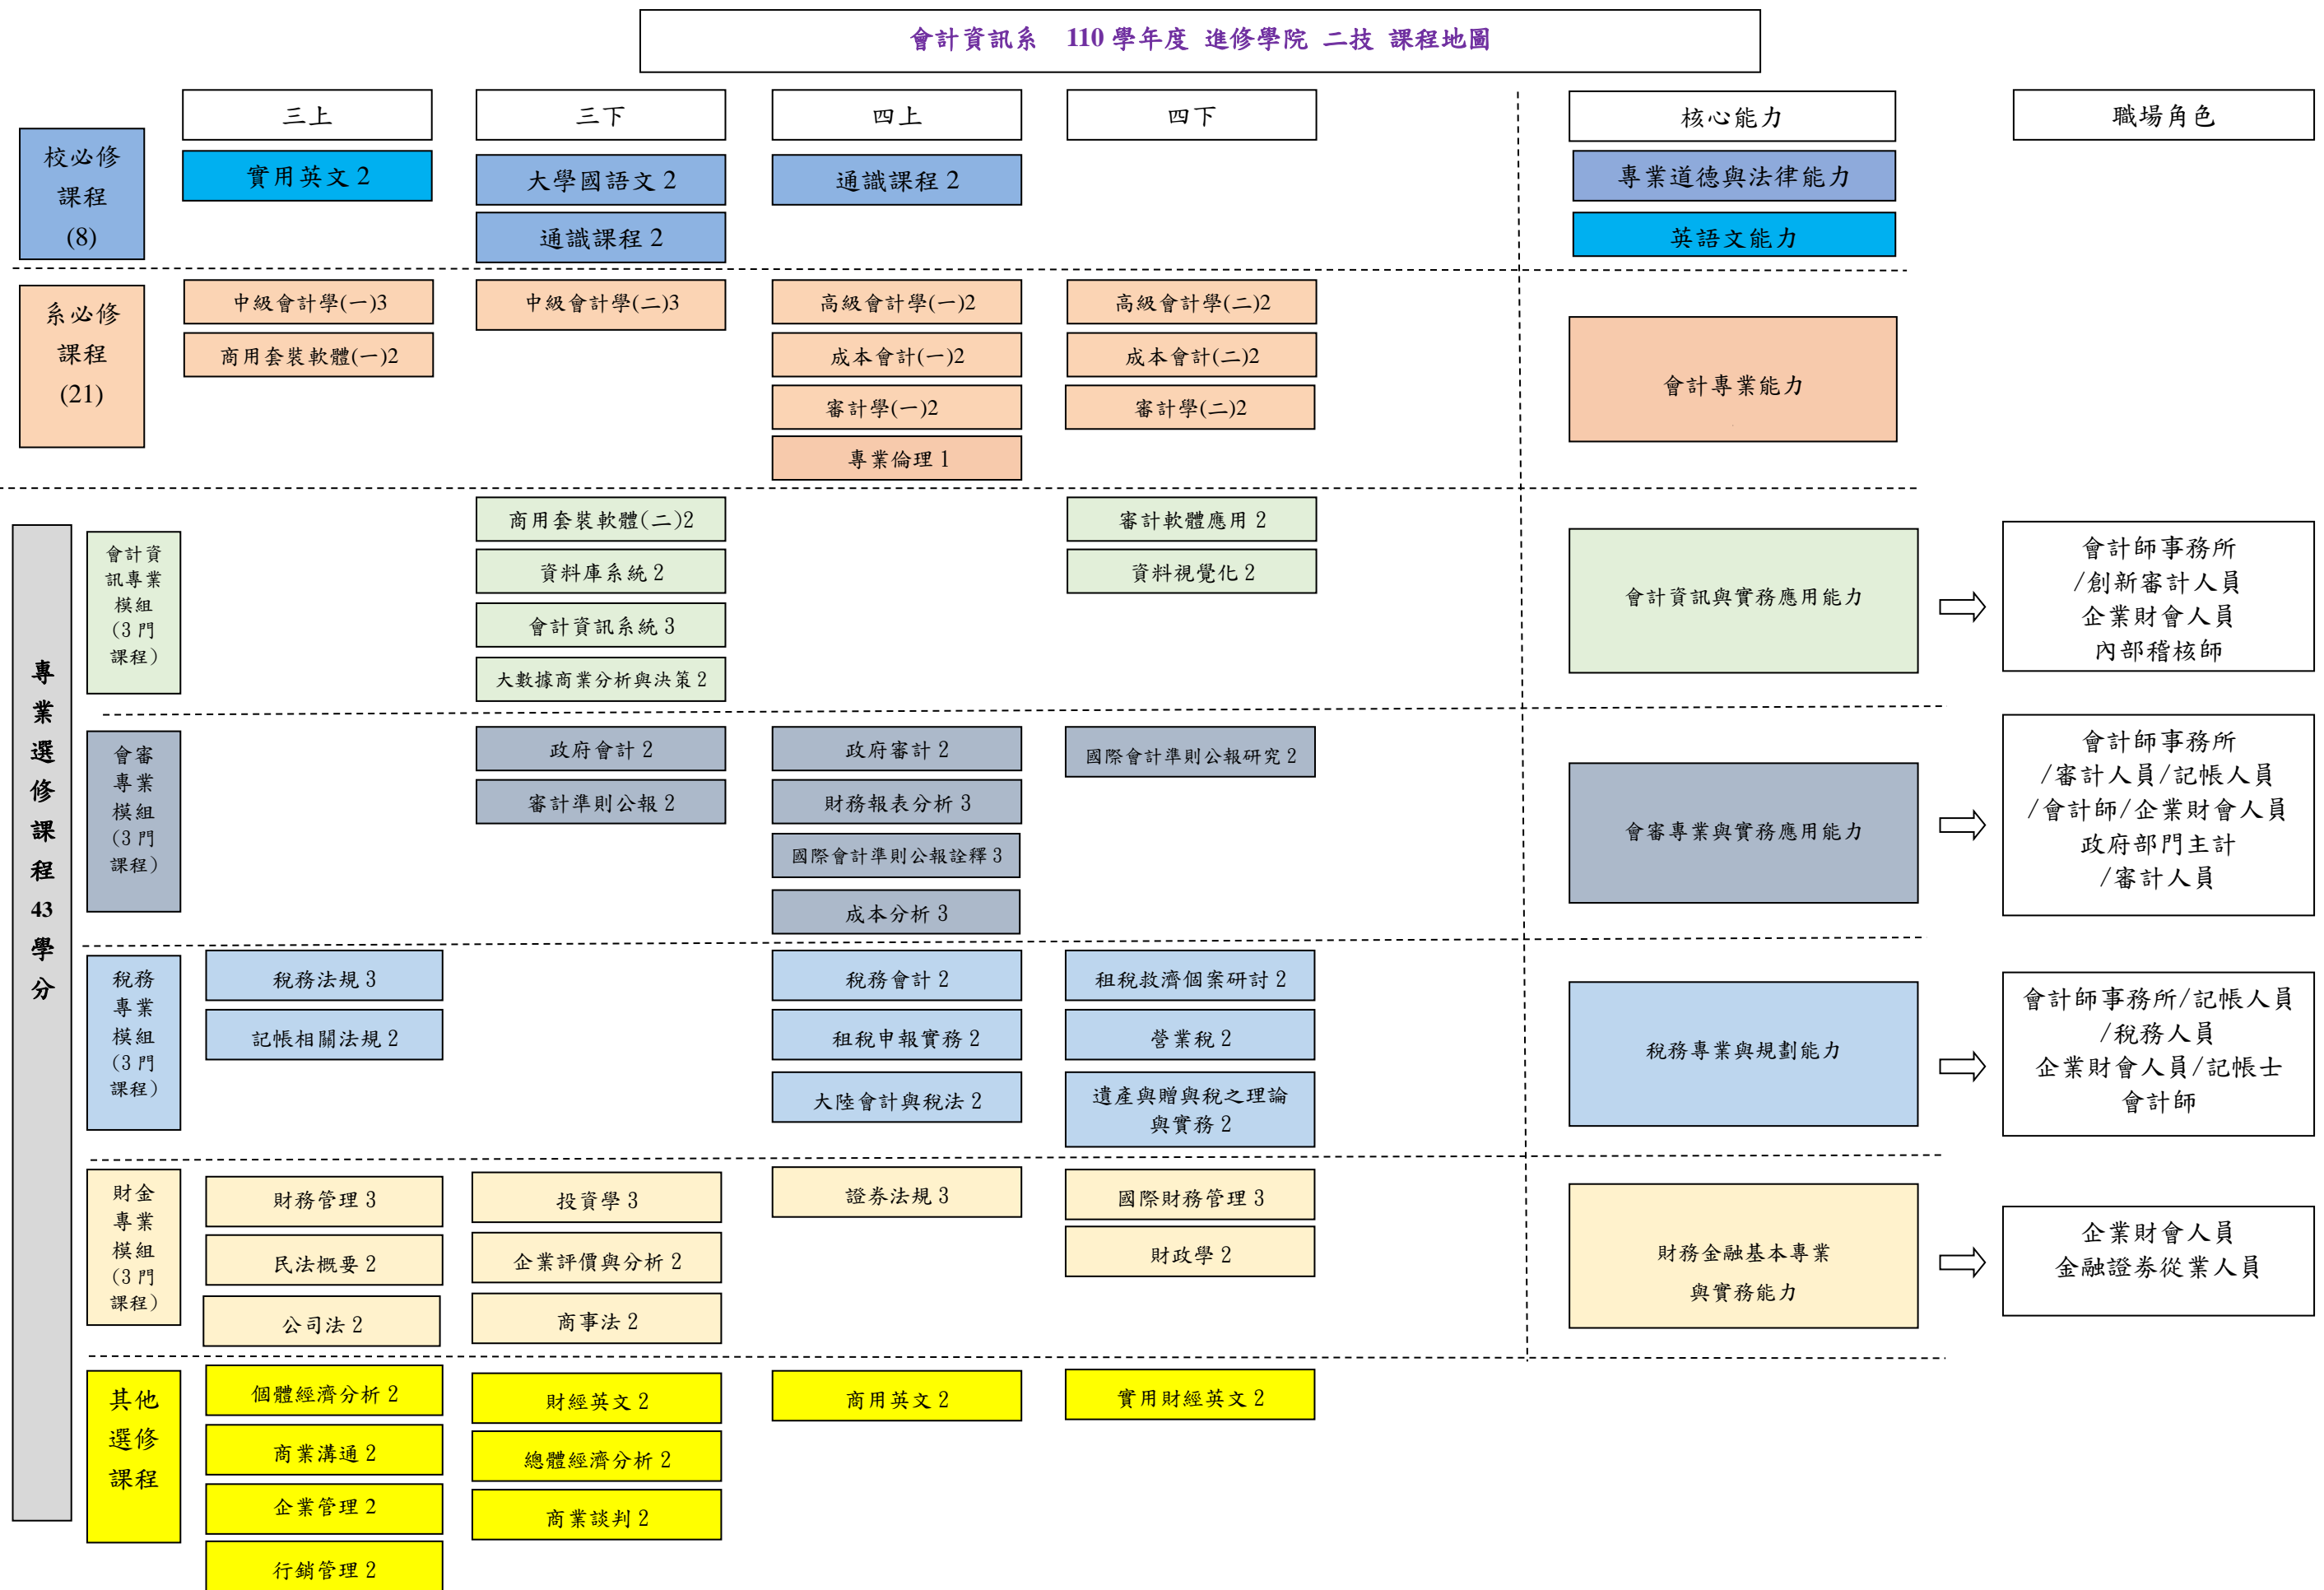 會計資訊系 110 學年度 進修學院 二技 課程地圖
三上
三下
四上
四下
核心能力
職場角色
校必修
課程
(8)
實用英文 2
大學國語文 2
通識課程 2
通識課程 2
專業道德與法律能力
英語文能力
系必修
課程
(21)
中級會計學(一)3
商用套裝軟體(一)2
中級會計學(二)3
高級會計學(一)2
成本會計(一)2
審計學(一)2
專業倫理 1
高級會計學(二)2
成本會計(二)2
審計學(二)2
會計專業能力
專
業
選
修
課
程
43
學
分
會計資
訊專業
模組
(3 門
課程)
商用套裝軟體(二)2
資料庫系統 2
會計資訊系統 3
大數據商業分析與決策 2
審計軟體應用 2
資料視覺化 2
會計資訊與實務應用能力
會計師事務所
/創新審計人員
企業財會人員
內部稽核師
會審
專業
模組
(3 門
課程)
政府會計 2
審計準則公報 2
政府審計 2
財務報表分析 3
國際會計準則公報詮釋 3
成本分析 3
國際會計準則公報研究 2
會審專業與實務應用能力
會計師事務所
/審計人員/記帳人員
/會計師/企業財會人員
政府部門主計
/審計人員
稅務
專業
模組
(3 門
課程)
稅務法規 3
記帳相關法規 2
稅務會計 2
租稅申報實務 2
大陸會計與稅法 2
租稅救濟個案研討 2
營業稅 2
遺產與贈與稅之理論
與實務 2
稅務專業與規劃能力
會計師事務所/記帳人員
/稅務人員
企業財會人員/記帳士
會計師
財金
專業
模組
(3 門
課程)
財務管理 3
民法概要 2
公司法 2
投資學 3
企業評價與分析 2
商事法 2
證券法規 3
國際財務管理 3
財政學 2
財務金融基本專業
與實務能力
企業財會人員
金融證券從業人員
其他
選修
課程
個體經濟分析 2
商業溝通 2
企業管理 2
行銷管理 2
財經英文 2
總體經濟分析 2
商業談判 2
商用英文 2
實用財經英文 2